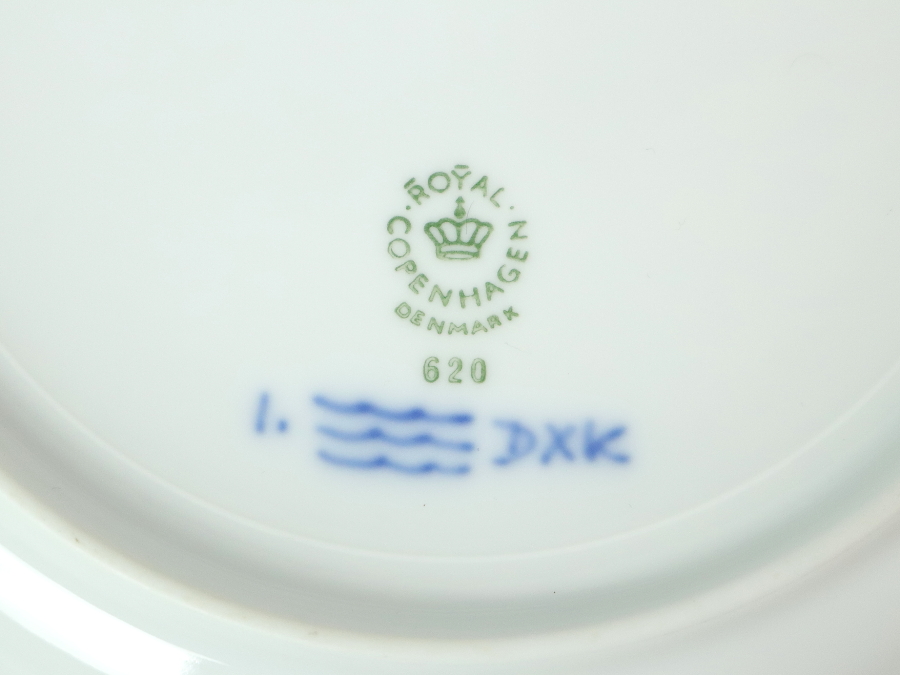 ROYAL
COPENHAGEN
DENMARK
620
1. DXK